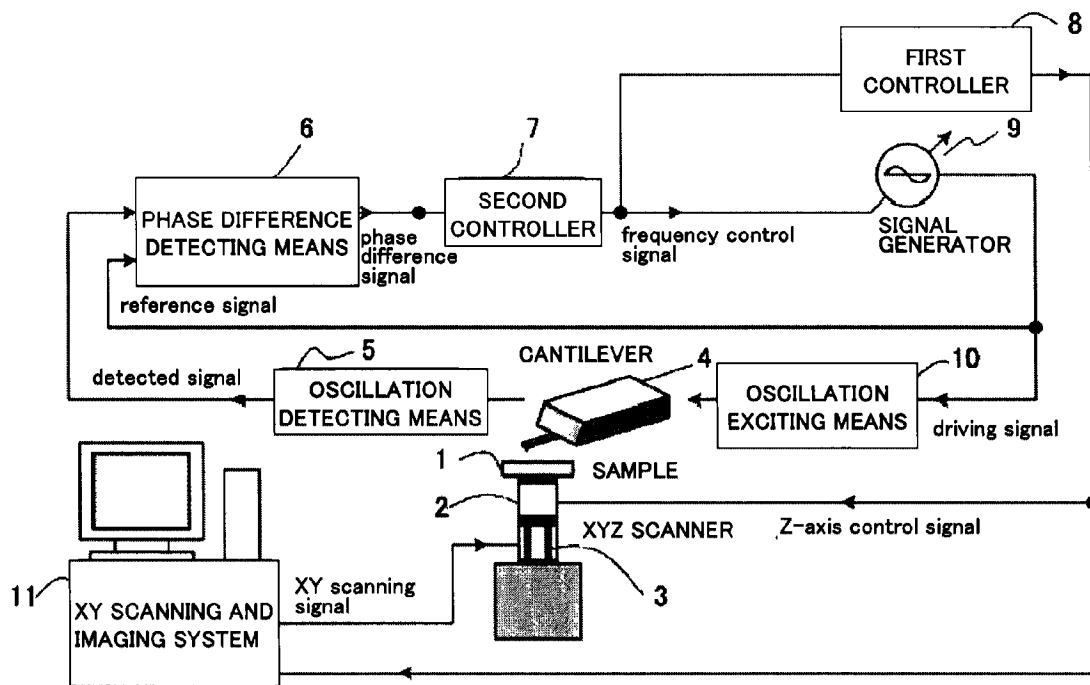 8
FIRST
CONTROLLER
6
7
9
PHASE DIFFERENCE
DETECTING MEANS
SECOND
CONTROLLER
phase
difference
signal
frequency control
signal
SIGNAL
GENERATOR
reference signal
5
CANTILEVER
4
10
detected signal
OSCILLATION
DETECTING MEANS
OSCILLATION
EXCITING MEANS
driving signal
1
SAMPLE
2
XYZ SCANNER
Z-axis control signal
3
11
XY SCANNING AND
IMAGING SYSTEM
XY scanning
signal